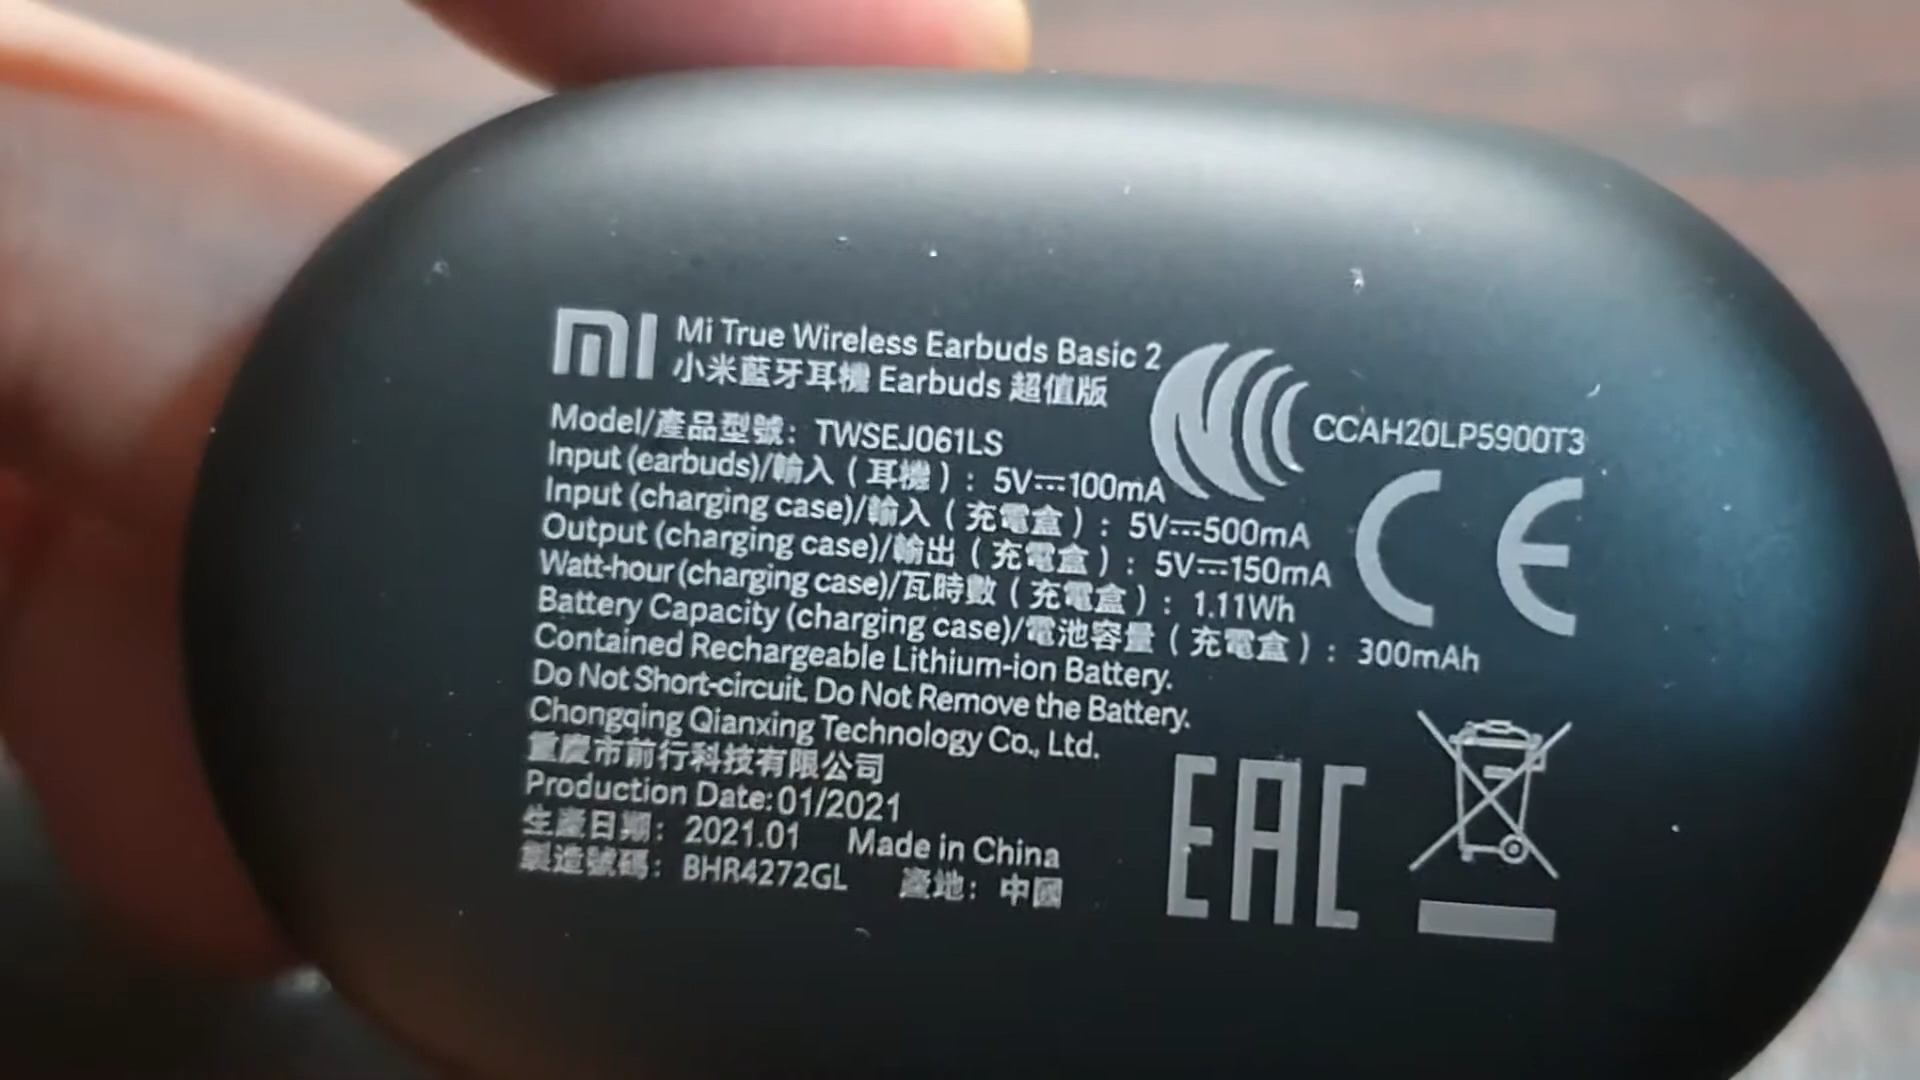 mi Mi True Wireless Earbuds Basic 2
小米藍牙耳機 Earbuds 超值版
Model/產品型號： TWSEJ061LS
CCAH20LP5900T3
Input (earbuds)/輸入（耳機）： 5V⎓100mA
Input (charging case)/輸入（充電盒）： 5V⎓500mA
Output (charging case)/輸出（充電盒）： 5V⎓150mA
Watt-hour (charging case)/瓦時數（充電盒）： 1.11Wh
Battery Capacity (charging case)/電池容量（充電盒）： 300mAh
Contained Rechargeable Lithium-ion Battery.
Do Not Short-circuit. Do Not Remove the Battery.
Chongqing Qianxing Technology Co., Ltd.
重慶市前行科技有限公司
Production Date: 01/2021
生產日期： 2021.01 Made in China
製造號碼： BHR4272GL 產地： 中國
CE
EAC